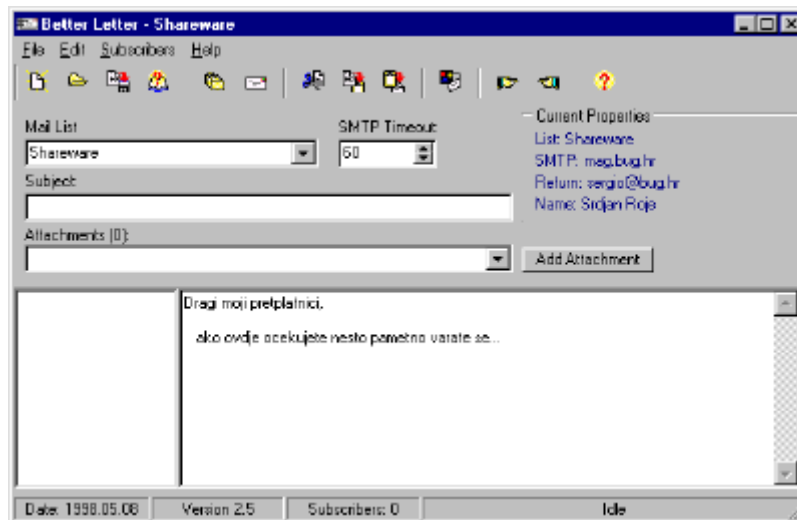 Better Letter - Shareware
File Edit Subscribers Help
Mail List
SMTP Timeout:
Current Properties
Shareware
60
List: Shareware
SMTP: mag.bug.hr
Subject:
Return: sergio@bug.hr
Name: Srdjan Roje
Attachments (0):
Add Attachment
Dragi moji pretplatnici,
ako ovdje ocekujete nesto pametno varate se...
Date: 1998.05.08 Version 2.5 Subscribers: 0 Idle